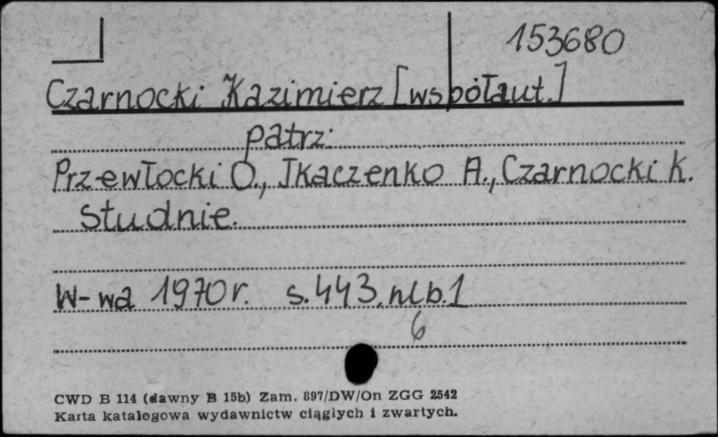 153680
Czarnocki Kazimierz [współaut.]
patrz:
Przewłocki O., Tkaczenko A., Czarnocki K.
Studnie.
W-wa 1970r. s.443, nlb.1
6
CWD B 114 (dawny B 15b) Zam. 897/DW/On ZGG 2542
Karta katalogowa wydawnictw ciągłych i zwartych.